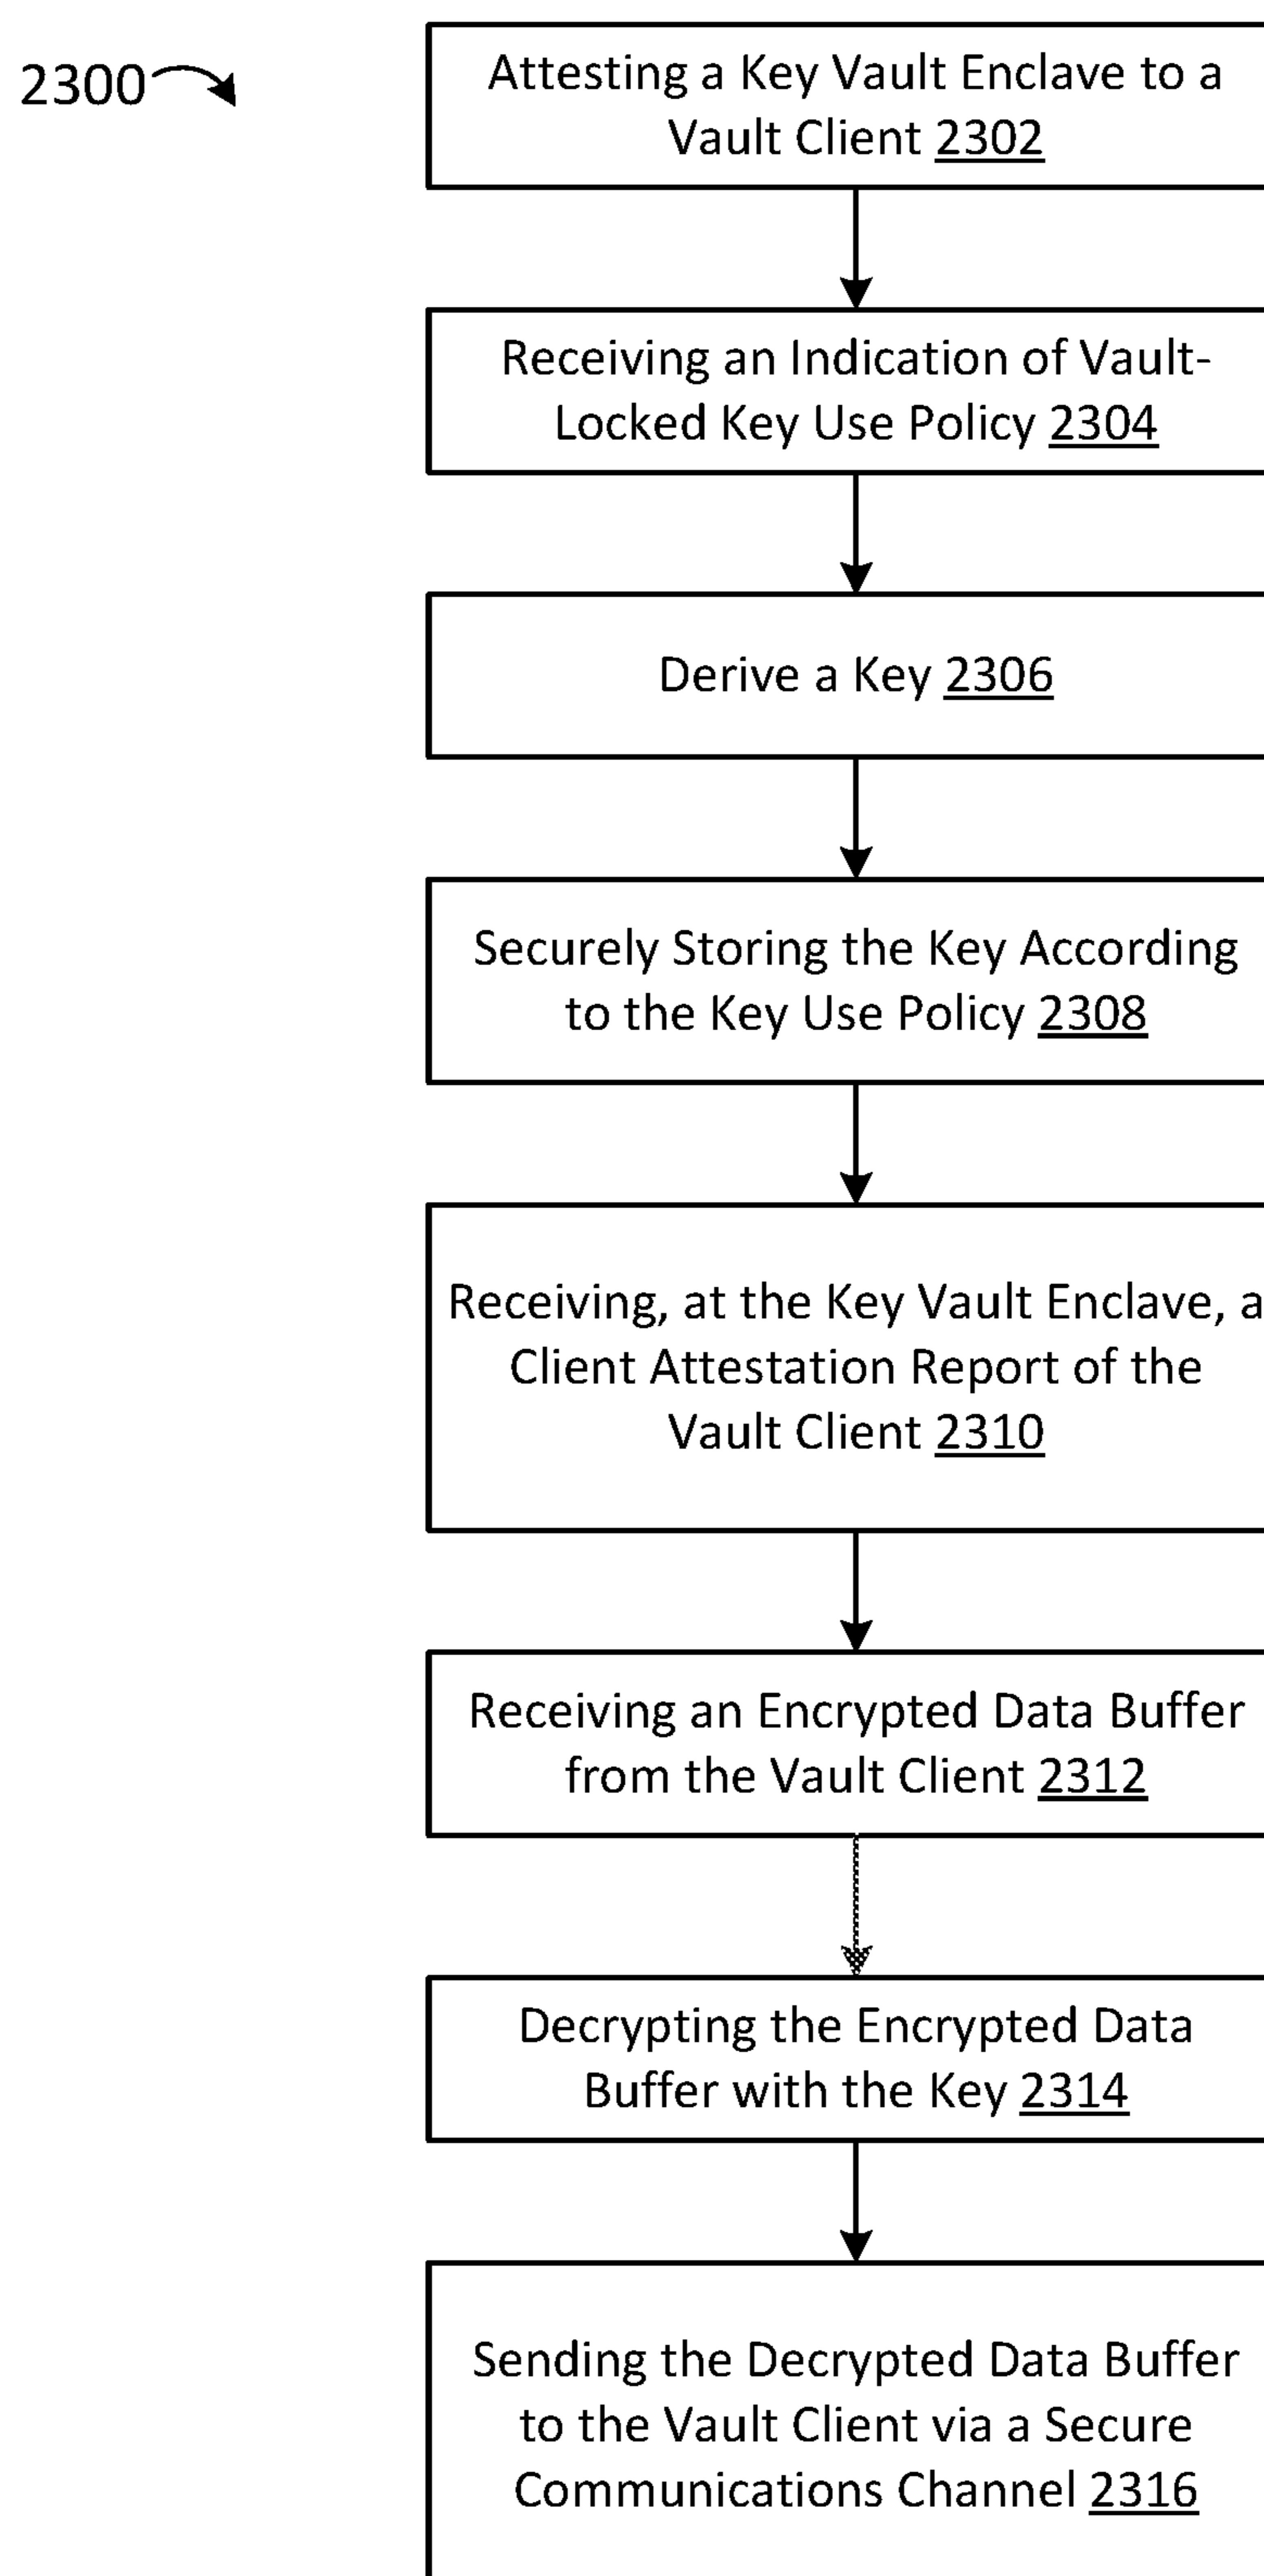 2300
Attesting a Key Vault Enclave to a
Vault Client 2302
Receiving an Indication of Vault-
Locked Key Use Policy 2304
Derive a Key 2306
Securely Storing the Key According
to the Key Use Policy 2308
Receiving, at the Key Vault Enclave, a
Client Attestation Report of the
Vault Client 2310
Receiving an Encrypted Data Buffer
from the Vault Client 2312
Decrypting the Encrypted Data
Buffer with the Key 2314
Sending the Decrypted Data Buffer
to the Vault Client via a Secure
Communications Channel 2316